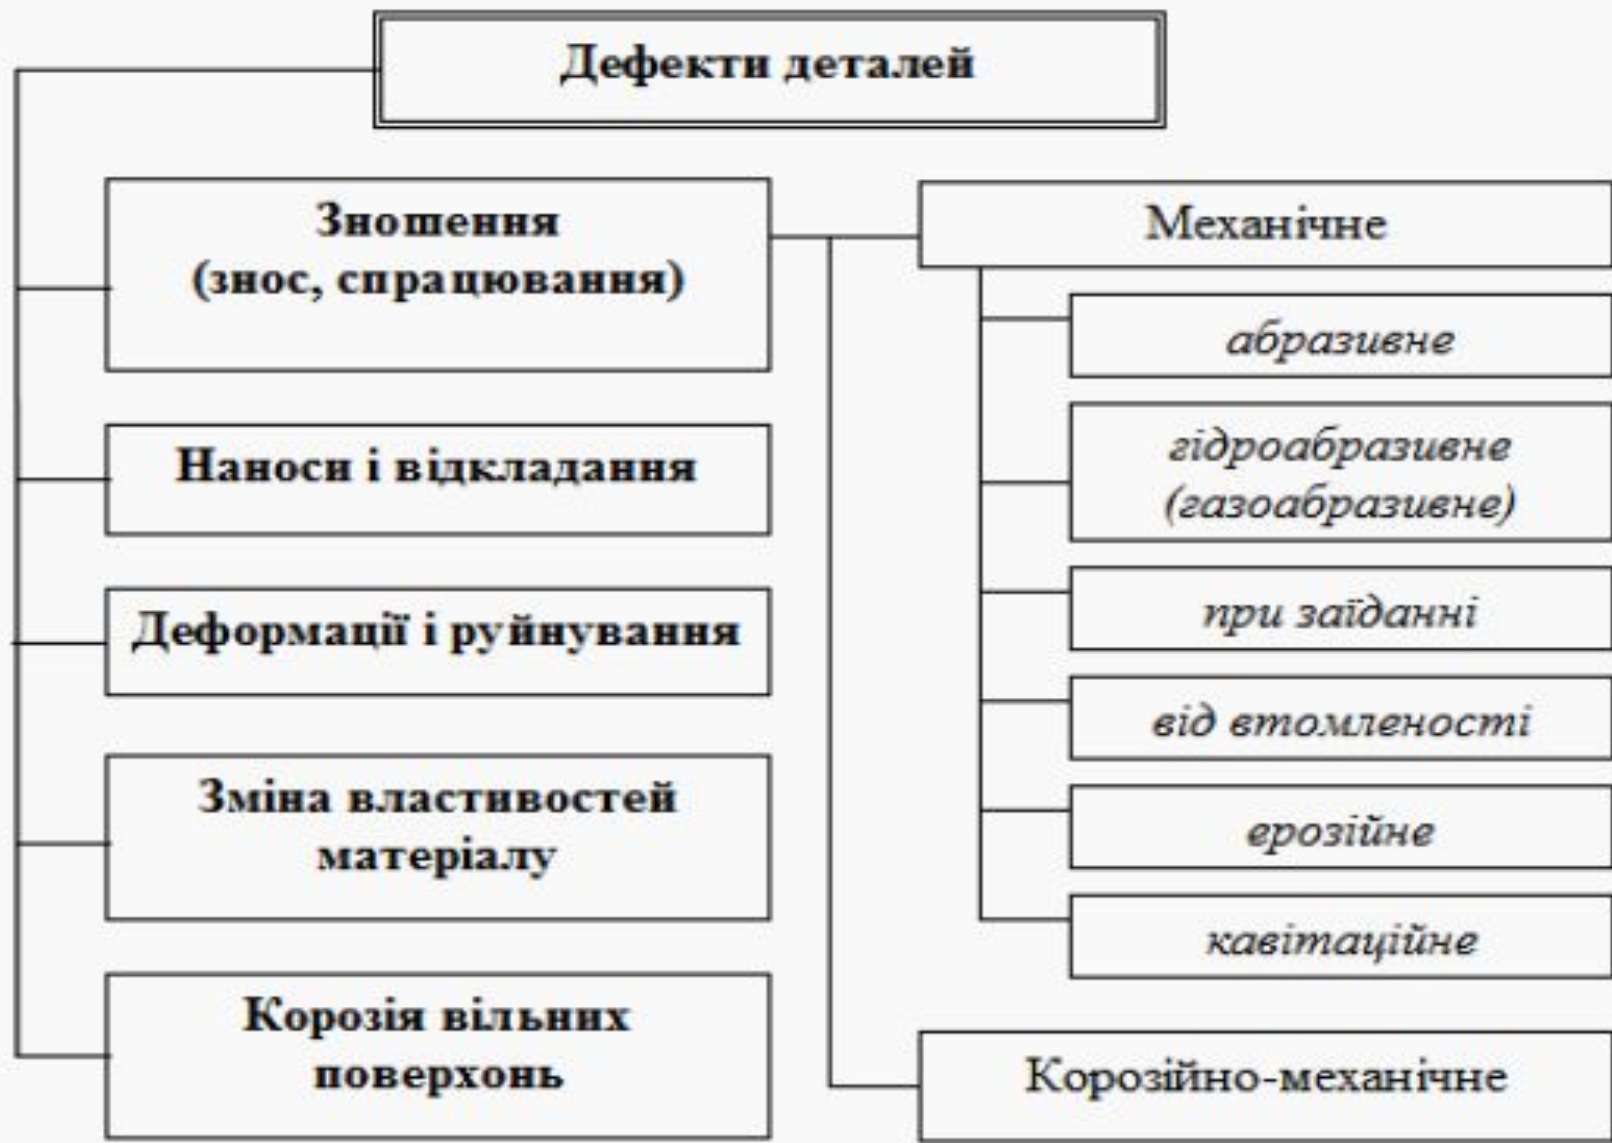 Дефекти деталей
Зношення
(знос, спрацювання)
Наноси і відкладання
Деформації і руйнування
Зміна властивостей
матеріалу
Корозія вільних
поверхонь
Механічне
абразивне
гідроабразивне
(газоабразивне)
при заїданні
від втомленості
ерозійне
кавітаційне
Корозійно-механічне